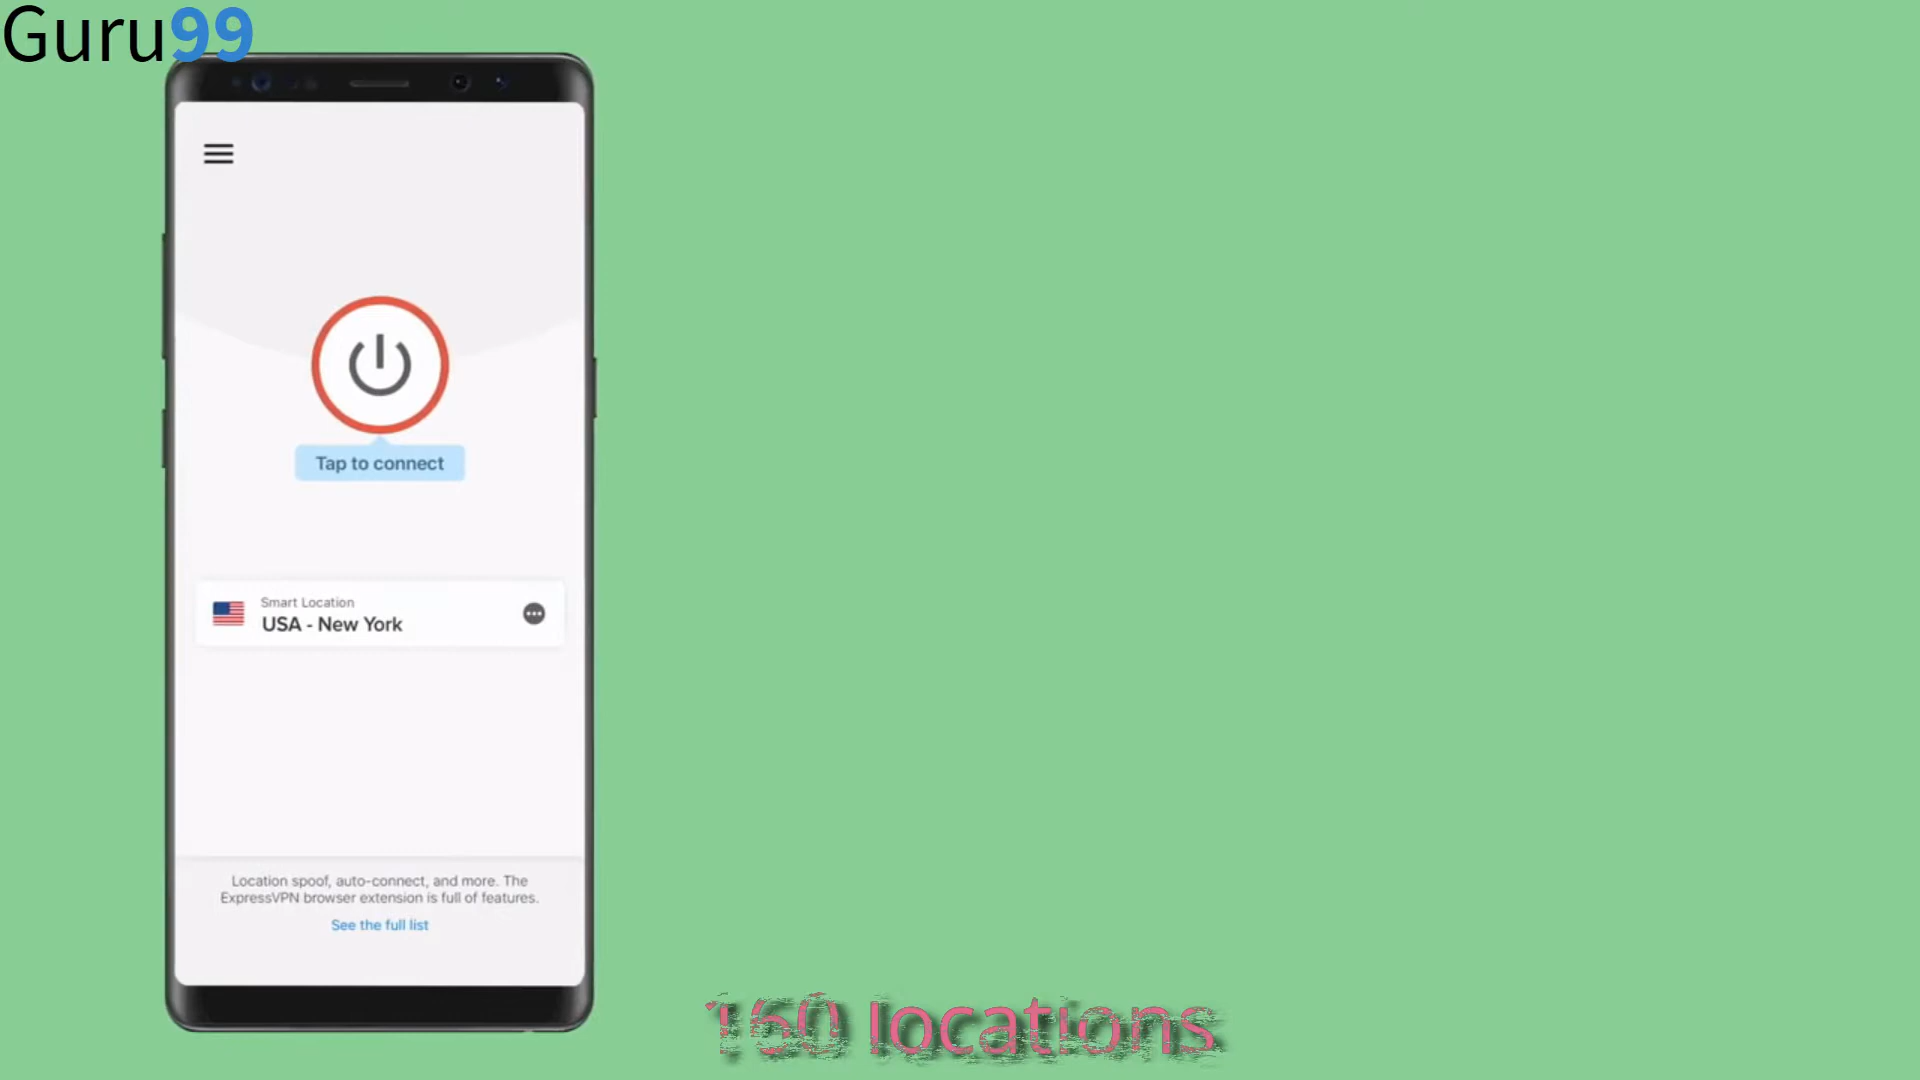 Guru99
Tap to connect
Smart Location
USA - New York
Location spoof, auto-connect, and more. The
ExpressVPN browser extension is full of features.
See the full list
160 locations